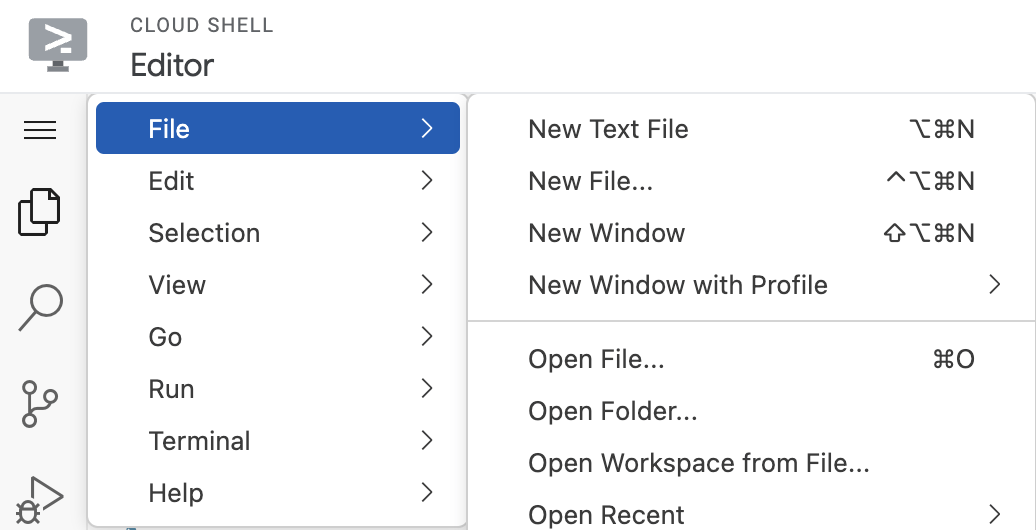 CLOUD SHELL
Editor
File
Edit
Selection
View
Go
Run
Terminal
Help
New Text File ⌥⌘N
New File... ^⌥⌘N
New Window ⇧⌥⌘N
New Window with Profile
Open File... ⌘O
Open Folder...
Open Workspace from File...
Open Recent